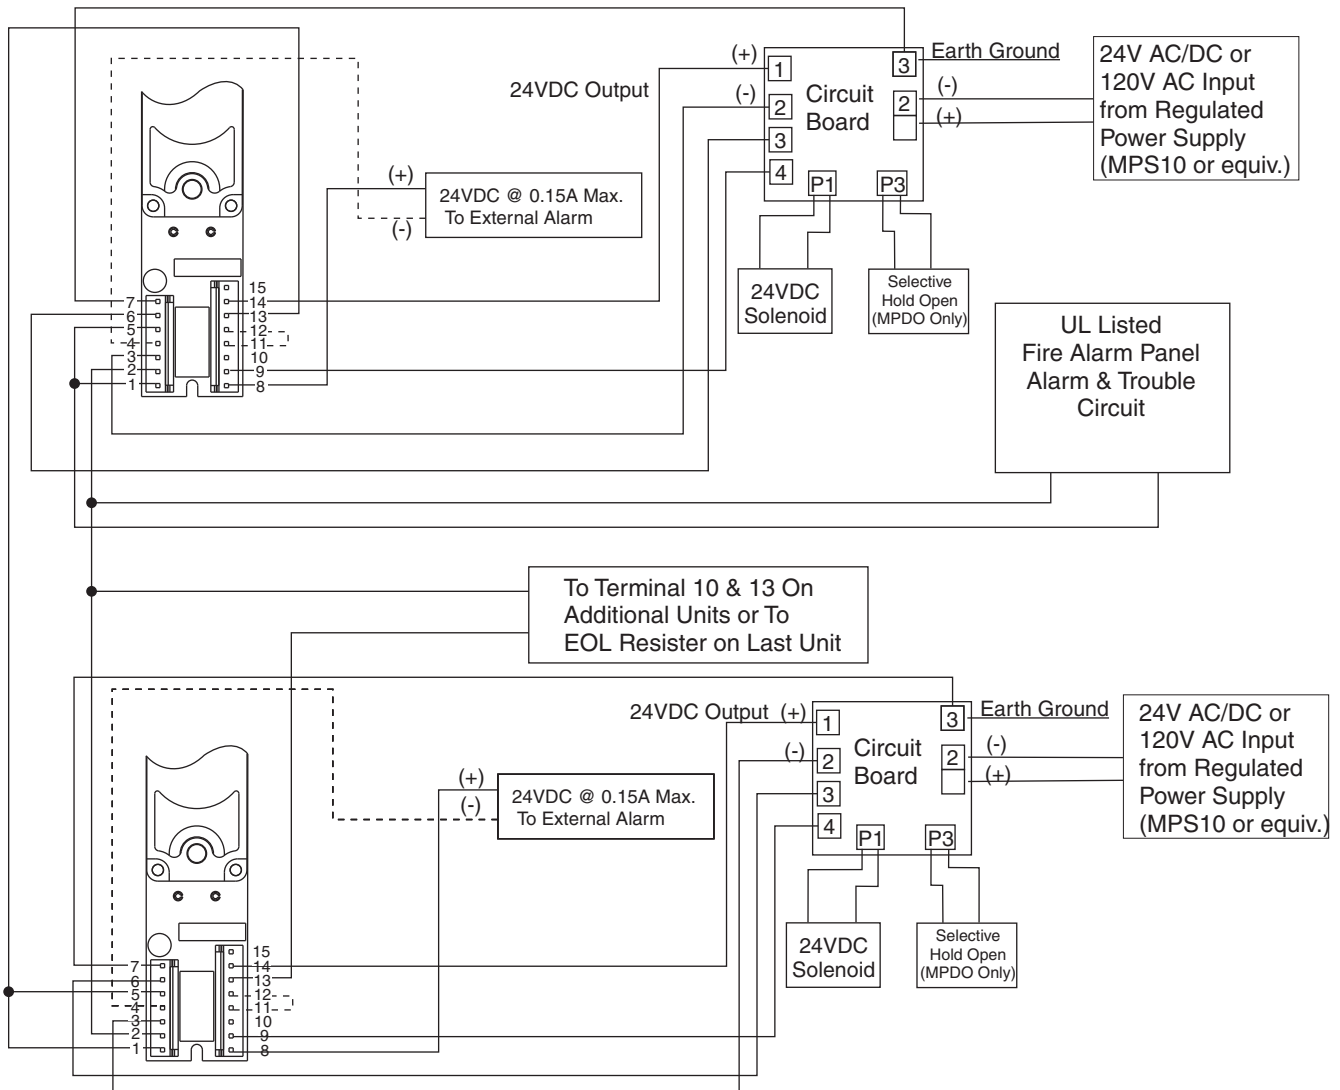 (+)
24VDC Output
(-)
1
2
3
4
Circuit
Board
3
2
P1
P3
Earth Ground
(-)
(+)
24V AC/DC or
120V AC Input
from Regulated
Power Supply
(MPS10 or equiv.)
(+)
(-)
24VDC @ 0.15A Max.
To External Alarm
24VDC
Solenoid
Selective
Hold Open
(MPDO Only)
7
6
5
4
3
2
1
15
14
13
12
11
10
9
8
UL Listed
Fire Alarm Panel
Alarm & Trouble
Circuit
To Terminal 10 & 13 On
Additional Units or To
EOL Resister on Last Unit
24VDC Output (+)
(-)
1
2
3
4
Circuit
Board
3
2
P1
P3
Earth Ground
(-)
(+)
24V AC/DC or
120V AC Input
from Regulated
Power Supply
(MPS10 or equiv.)
(+)
(-)
24VDC @ 0.15A Max.
To External Alarm
24VDC
Solenoid
Selective
Hold Open
(MPDO Only)
7
6
5
4
3
2
1
15
14
13
12
11
10
9
8